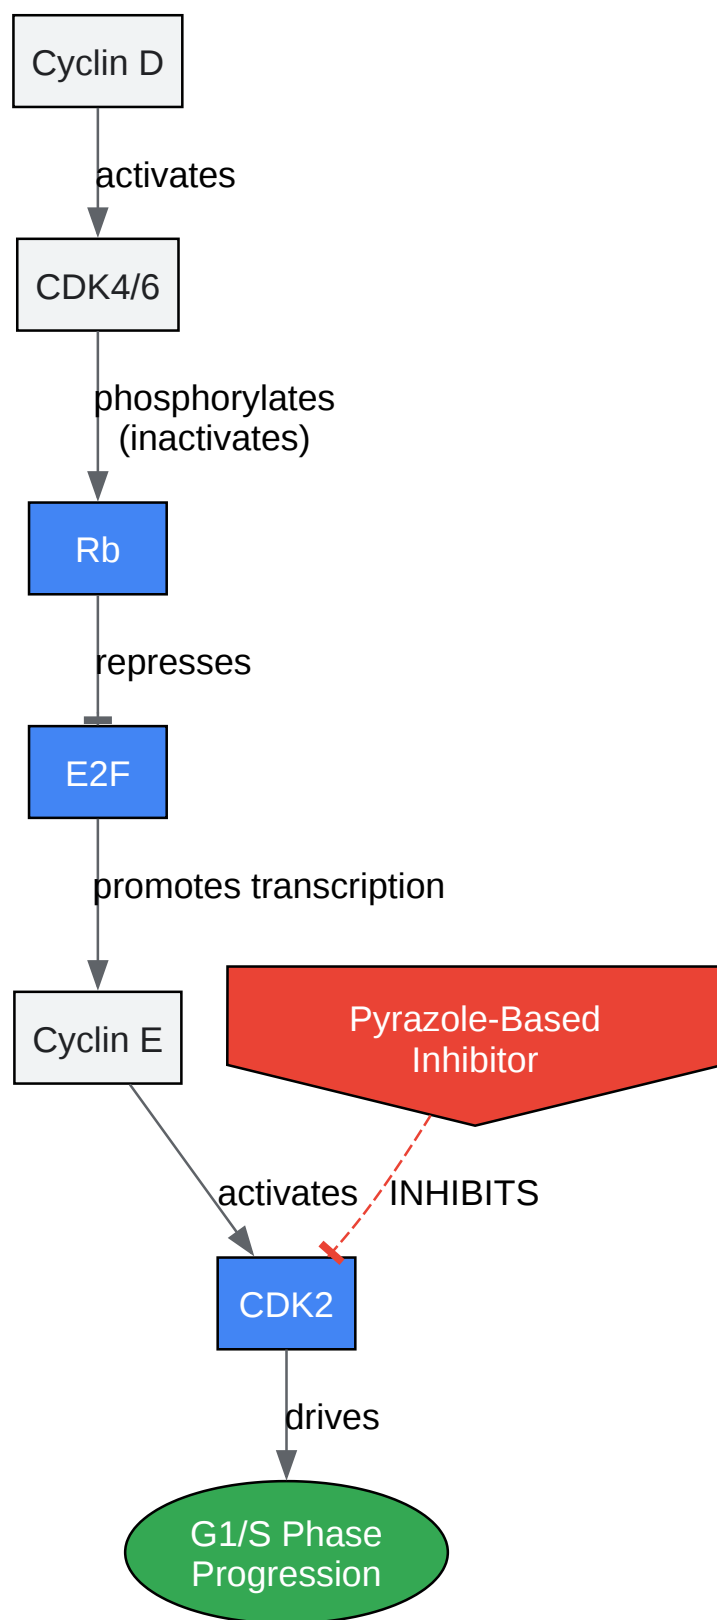 Cyclin D
activates
CDK4/6
phosphorylates
(inactivates)
Rb
represses
E2F
promotes transcription
Cyclin E
Pyrazole-Based
Inhibitor
activates
INHIBITS
CDK2
drives
G1/S Phase
Progression